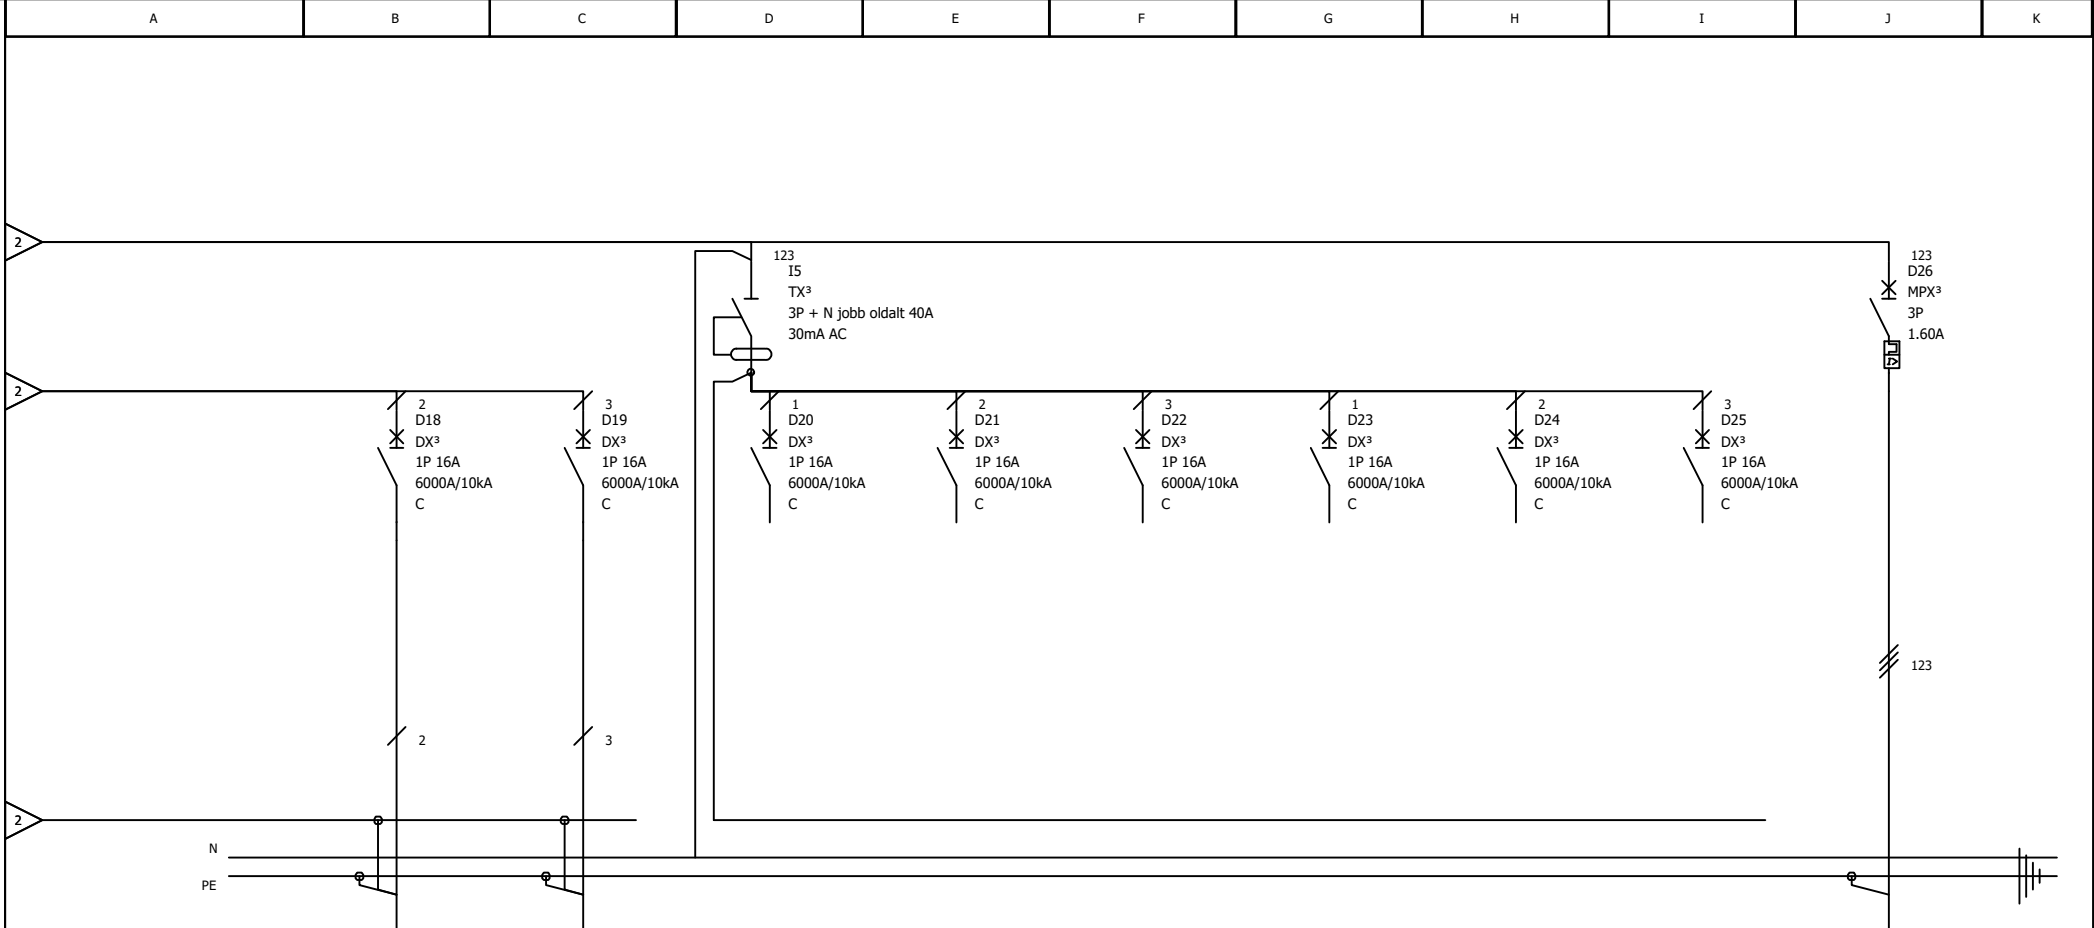 A B C D E F G H I J K
2
123
I5
TX³
3P + N jobb oldalt 40A
30mA AC
123
D26
MPX³
3P
1.60A
I>
2
2
D18
DX³
1P 16A
6000A/10kA
C
3
D19
DX³
1P 16A
6000A/10kA
C
1
D20
DX³
1P 16A
6000A/10kA
C
2
D21
DX³
1P 16A
6000A/10kA
C
3
D22
DX³
1P 16A
6000A/10kA
C
1
D23
DX³
1P 16A
6000A/10kA
C
2
D24
DX³
1P 16A
6000A/10kA
C
3
D25
DX³
1P 16A
6000A/10kA
C
123
2
3
2
N
PE